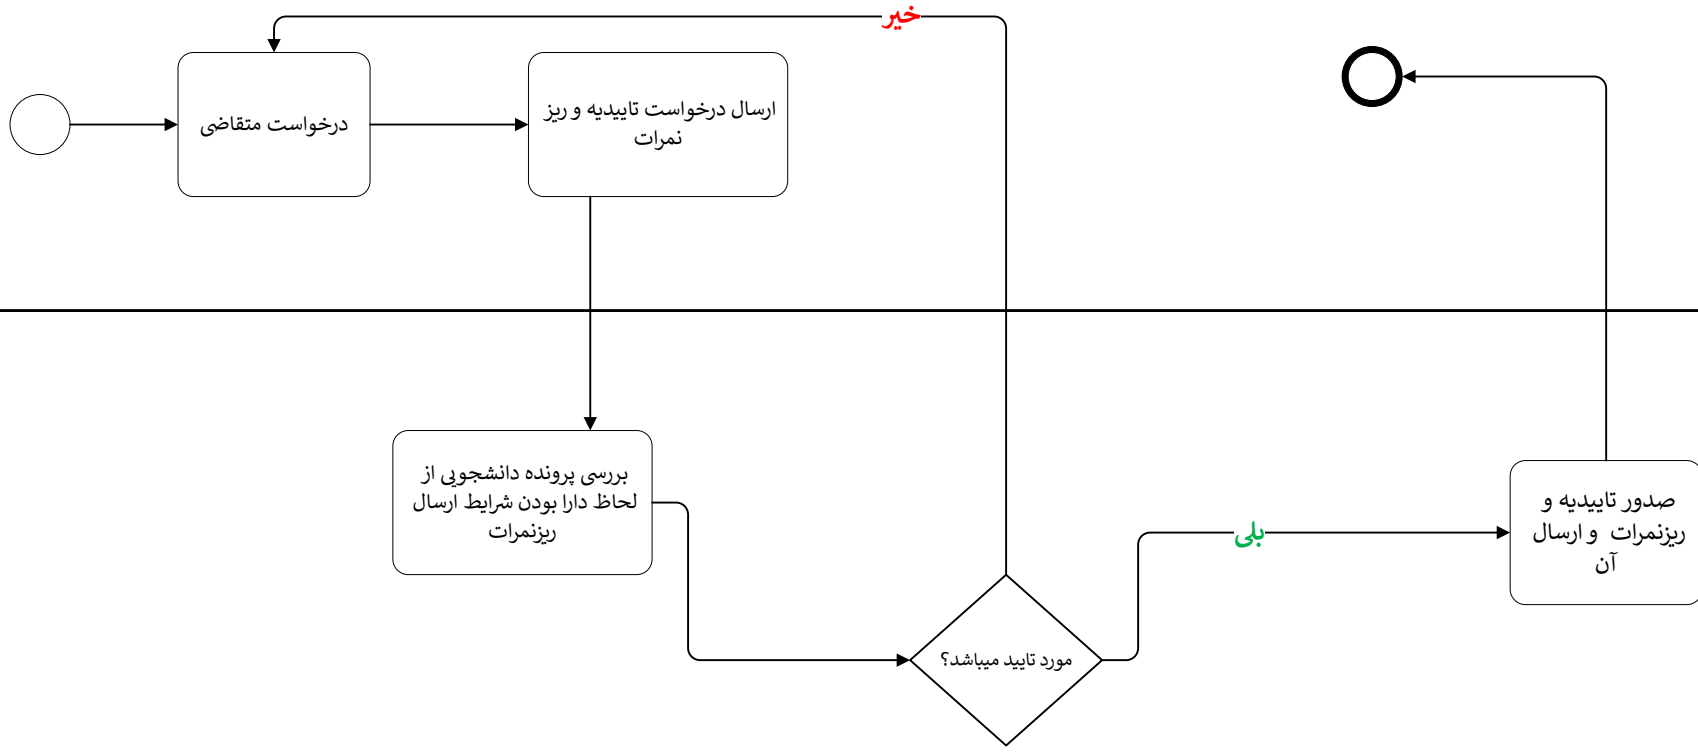 خیر
درخواست متقاضی
ارسال درخواست تاییدیه و ریز
نمرات
بررسی پرونده دانشجویی از
لحاظ دارا بودن شرایط ارسال
ریزنمرات
مورد تایید میباشد؟
بلی
صدور تاییدیه و
ریزنمرات و ارسال
آن